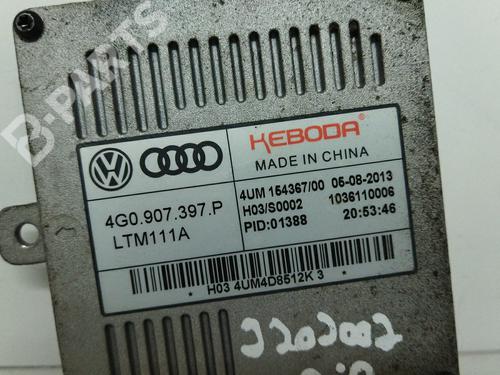 B-PARTS
KEBODA
MADE IN CHINA
4G0.907.397.P
LTM111A
4UM 154367/00 05-08-2013
H03/S0002 1036110006
PID:01388 20:53:46
H03 4UM4D8512K 3